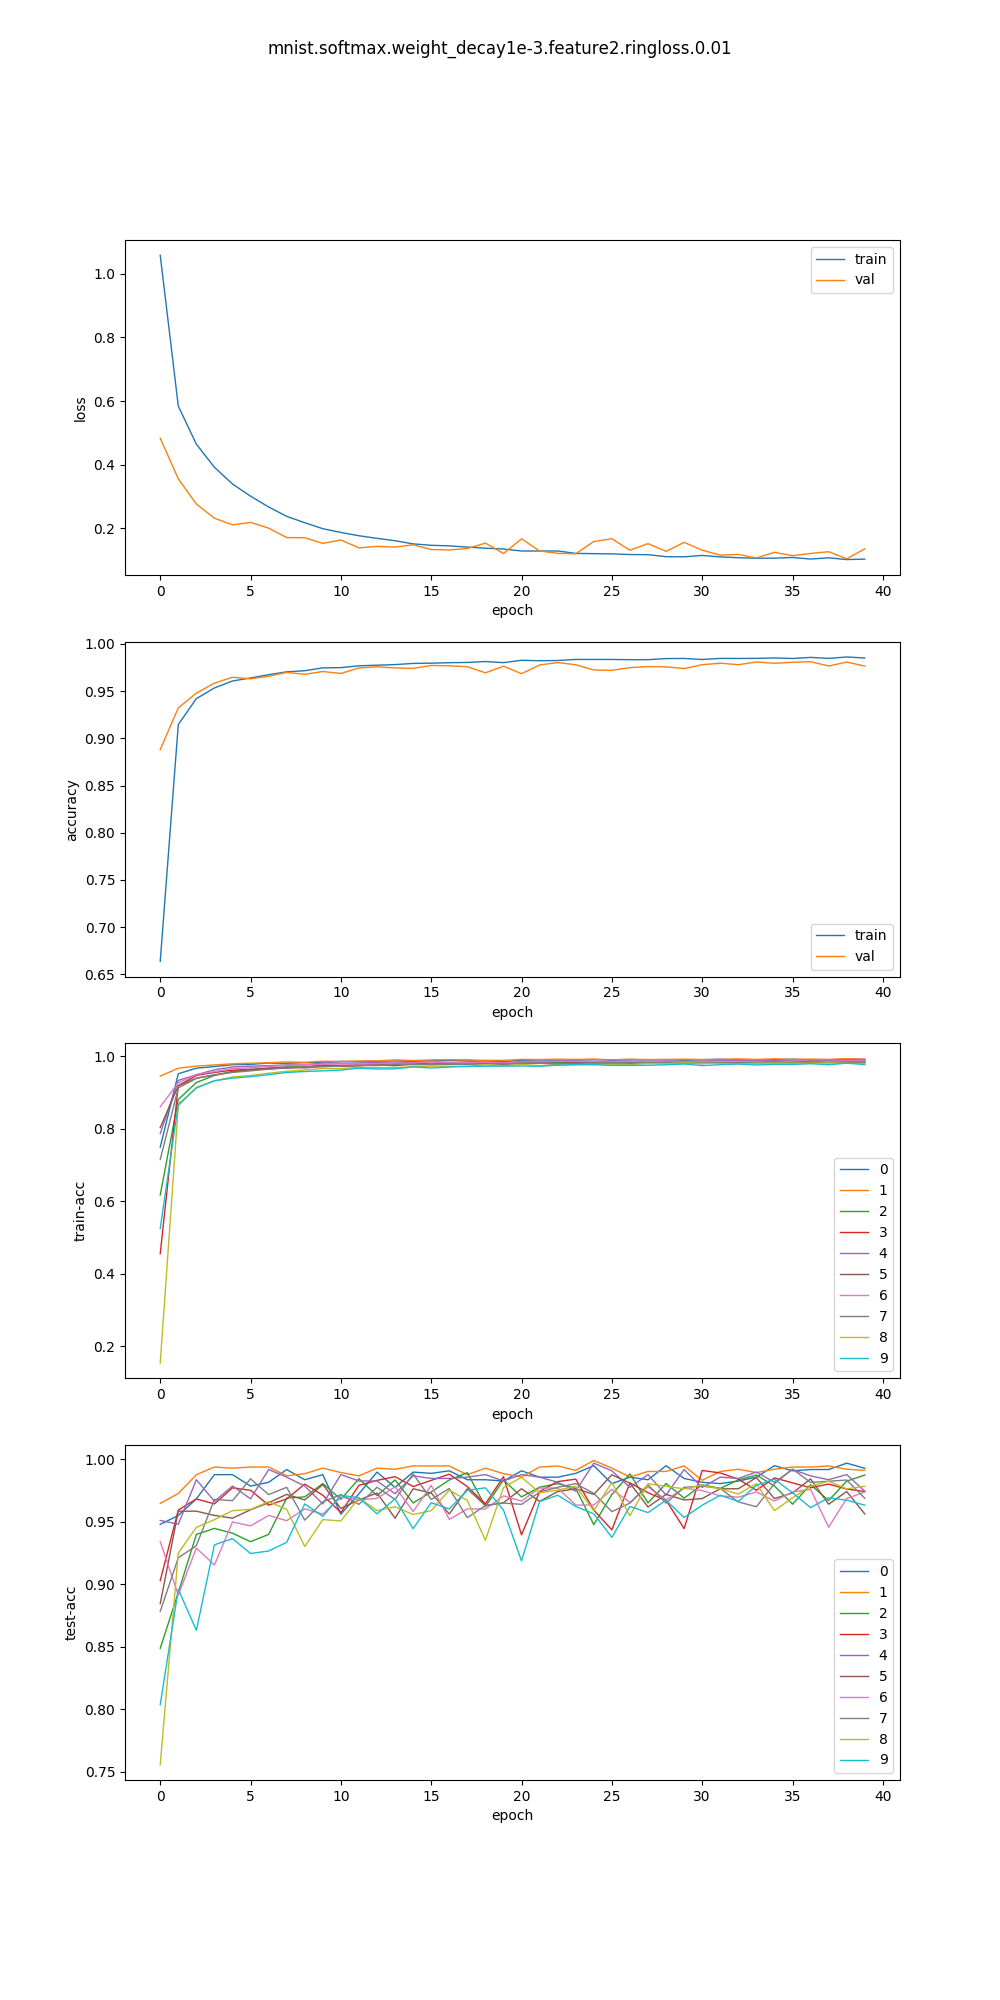 mnist.softmax.weight_decay1e-3.feature2.ringloss.0.01
1.0
0.8
0.6
0.4
0.2
loss
train
val
0 5 10 15 20 25 30 35 40
epoch
1.00
0.95
0.90
0.85
0.80
0.75
0.70
0.65
accuracy
train
val
0 5 10 15 20 25 30 35 40
epoch
1.0
0.8
0.6
0.4
0.2
train-acc
0
1
2
3
4
5
6
7
8
9
0 5 10 15 20 25 30 35 40
epoch
1.00
0.95
0.90
0.85
0.80
0.75
test-acc
0
1
2
3
4
5
6
7
8
9
0 5 10 15 20 25 30 35 40
epoch